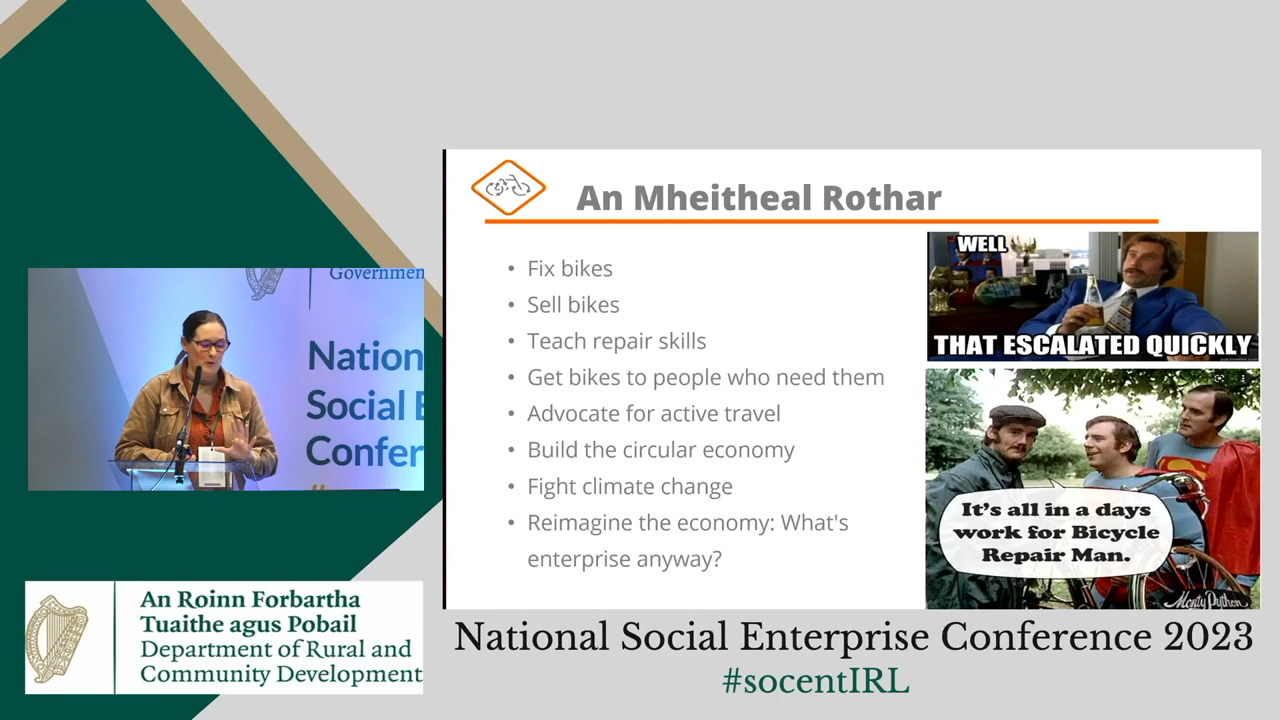 Governmen
Nation
Social E
Confer
An Roinn Forbartha
Tuaithe agus Pobail
Department of Rural and
Community Development
An Mheitheal Rothar
• Fix bikes
• Sell bikes
• Teach repair skills
• Get bikes to people who need them
• Advocate for active travel
• Build the circular economy
• Fight climate change
• Reimagine the economy: What's
enterprise anyway?
WELL
THAT ESCALATED QUICKLY
It's all in a days
work for Bicycle
Repair Man.
Monty Python
National Social Enterprise Conference 2023
#socentIRL